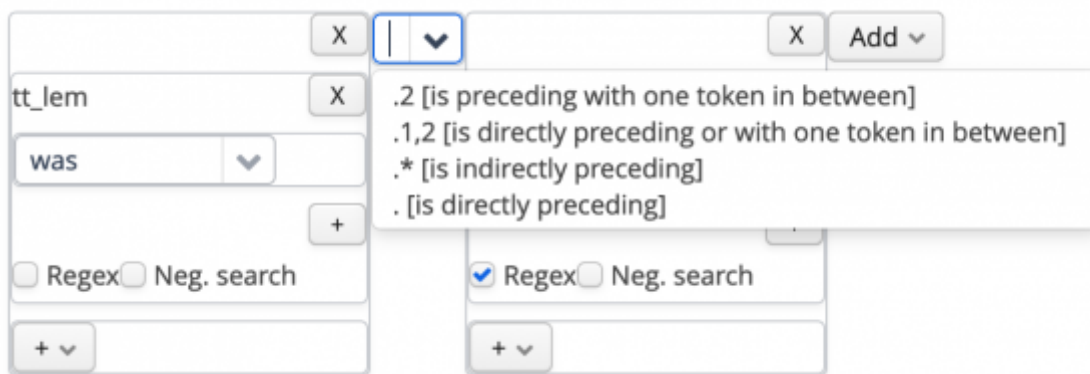 X X Add
tt_lem X
.2 [is preceding with one token in between]
.1,2 [is directly preceding or with one token in between]
was
.* [is indirectly preceding]
. [is directly preceding]
+
Regex Neg. search Regex Neg. search
+ +